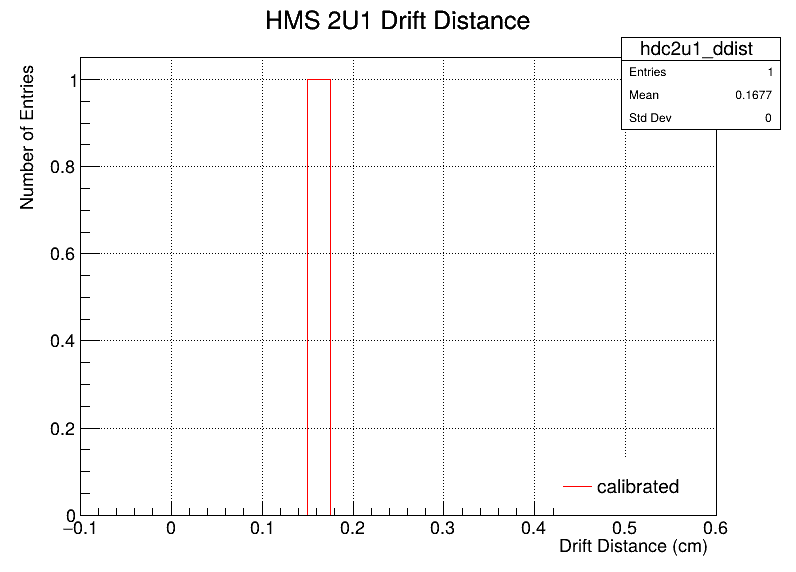 HMS 2U1 Drift Distance
hdc2u1_ddist
Entries 1
Mean 0.1677
Std Dev 0
Number of Entries
1
0.8
0.6
0.4
0.2
0
−0.1 0 0.1 0.2 0.3 0.4 0.5 0.6
calibrated
Drift Distance (cm)